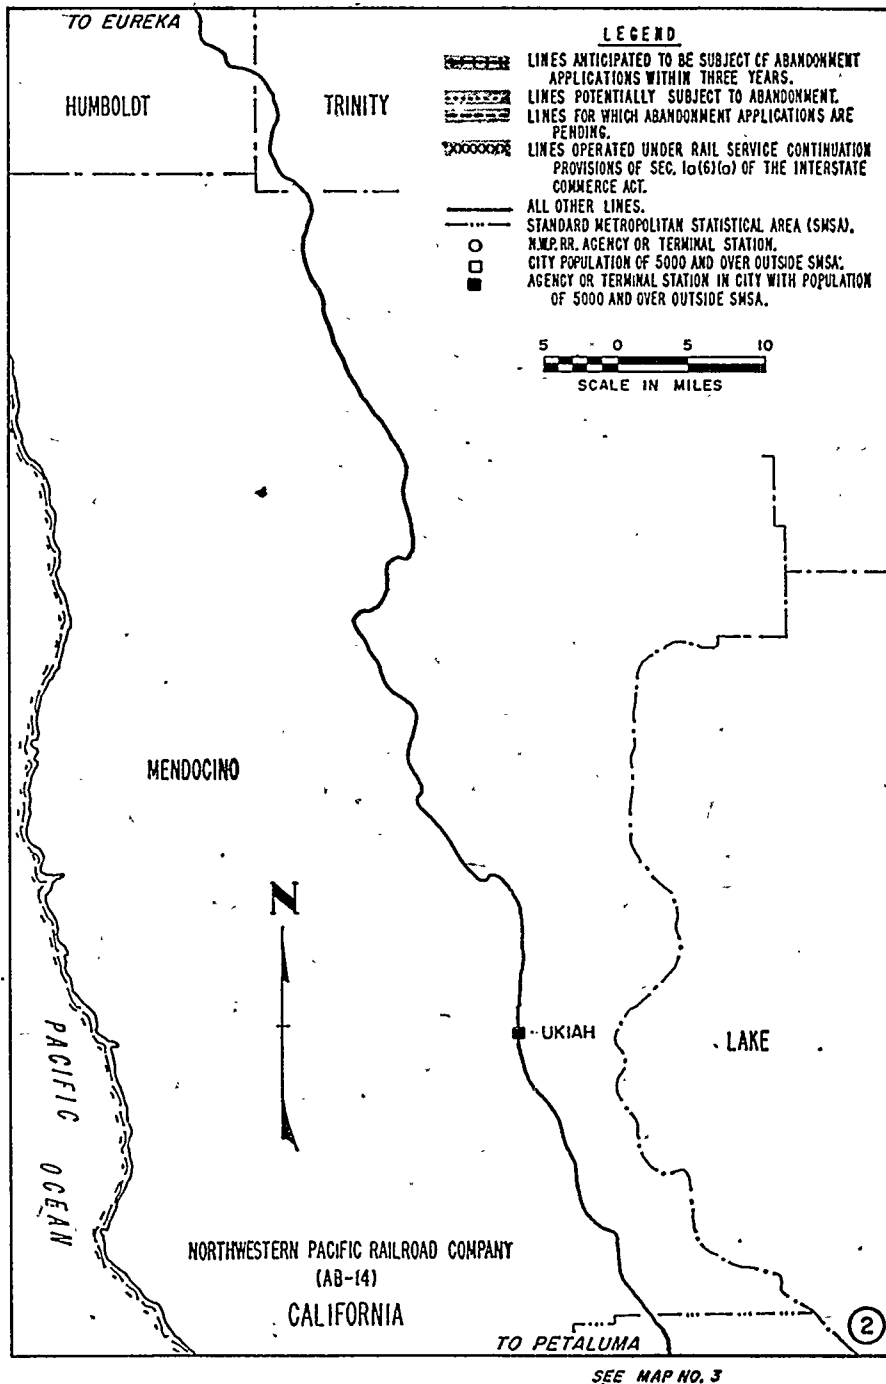 TO EUREKA
HUMBOLDT
TRINITY
LEGEND
LINES ANTICIPATED TO BE SUBJECT OF ABANDONMENT
APPLICATIONS WITHIN THREE YEARS.
LINES POTENTIALLY SUBJECT TO ABANDONMENT.
LINES FOR WHICH ABANDONMENT APPLICATIONS ARE
PENDING.
LINES OPERATED UNDER RAIL SERVICE CONTINUATION
PROVISIONS OF SEC. 1a(6)(a) OF THE INTERSTATE
COMMERCE ACT.
ALL OTHER LINES.
STANDARD METROPOLITAN STATISTICAL AREA (SMSA).
N.W.P. RR. AGENCY OR TERMINAL STATION.
CITY POPULATION OF 5000 AND OVER OUTSIDE SMSA.
AGENCY OR TERMINAL STATION IN CITY WITH POPULATION
OF 5000 AND OVER OUTSIDE SMSA.
5 0 5 10
SCALE IN MILES
MENDOCINO
N
UKIAH
LAKE
PACIFIC OCEAN
NORTHWESTERN PACIFIC RAILROAD COMPANY
(AB-14)
CALIFORNIA
2
TO PETALUMA
SEE MAP NO. 3